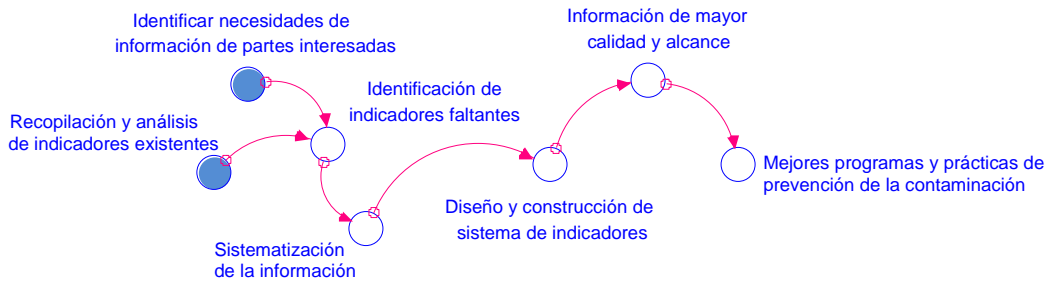 Identificar necesidades de
información de partes interesadas
Recopilación y análisis
de indicadores existentes
Identificación de
indicadores faltantes
Sistematización
de la información
Diseño y construcción de
sistema de indicadores
Información de mayor
calidad y alcance
Mejores programas y prácticas de
prevención de la contaminación